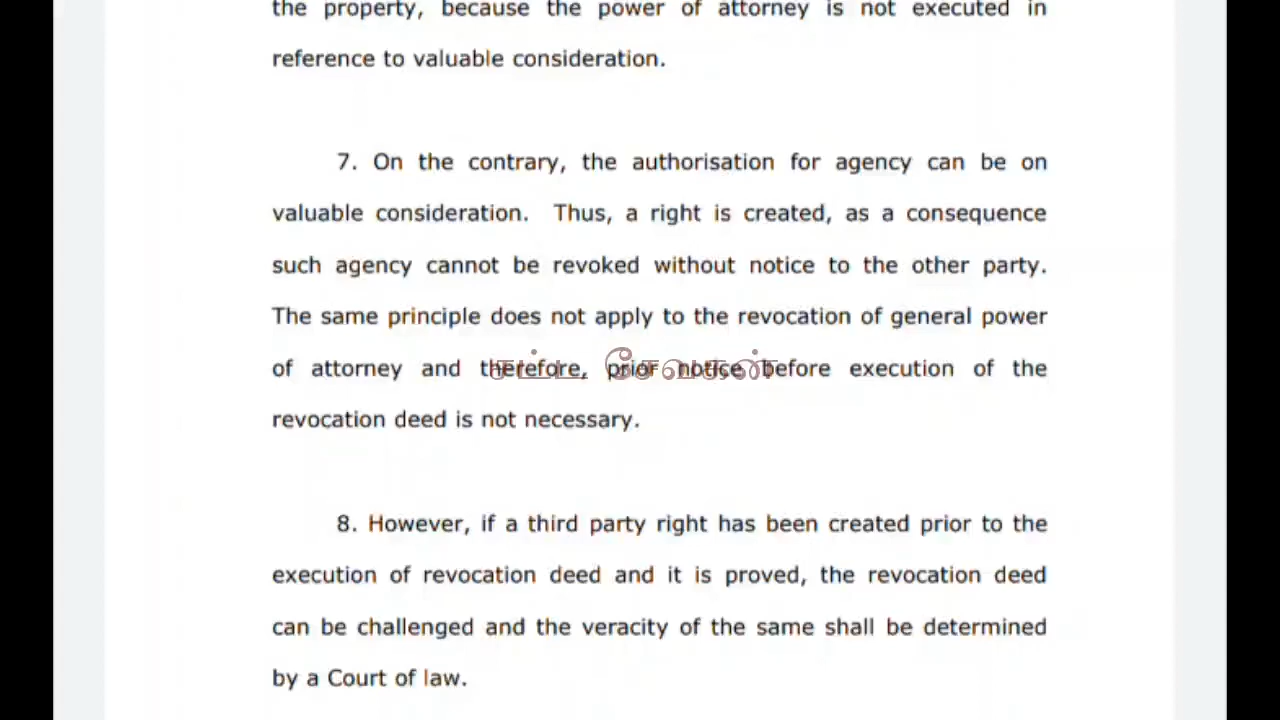 the property, because the power of attorney is not executed in
reference to valuable consideration.
7. On the contrary, the authorisation for agency can be on
valuable consideration. Thus, a right is created, as a consequence
such agency cannot be revoked without notice to the other party.
The same principle does not apply to the revocation of general power
of attorney and therefore, prior notice before execution of the
சட்ட சேவகன்
revocation deed is not necessary.
8. However, if a third party right has been created prior to the
execution of revocation deed and it is proved, the revocation deed
can be challenged and the veracity of the same shall be determined
by a Court of law.